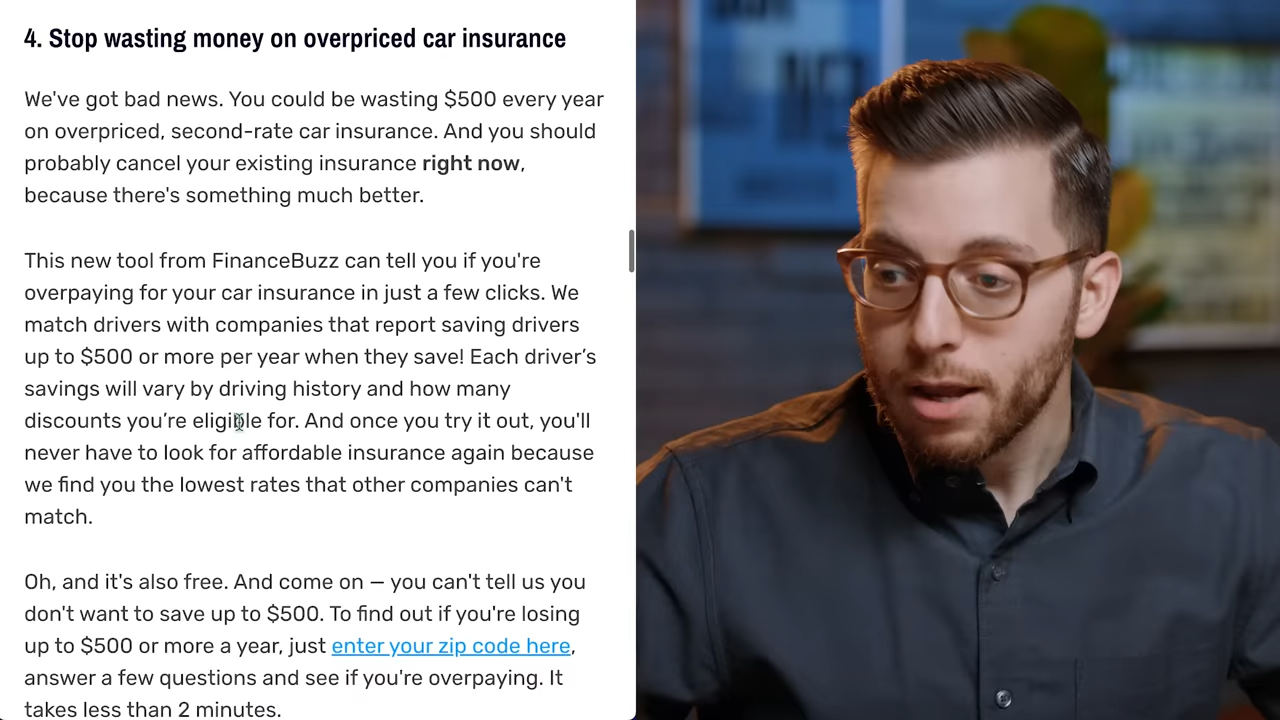 4. Stop wasting money on overpriced car insurance
We've got bad news. You could be wasting $500 every year
on overpriced, second-rate car insurance. And you should
probably cancel your existing insurance right now,
because there's something much better.
This new tool from FinanceBuzz can tell you if you're
overpaying for your car insurance in just a few clicks. We
match drivers with companies that report saving drivers
up to $500 or more per year when they save! Each driver’s
savings will vary by driving history and how many
discounts you’re eligible for. And once you try it out, you'll
never have to look for affordable insurance again because
we find you the lowest rates that other companies can't
match.
Oh, and it's also free. And come on — you can't tell us you
don't want to save up to $500. To find out if you're losing
up to $500 or more a year, just enter your zip code here,
answer a few questions and see if you're overpaying. It
takes less than 2 minutes.